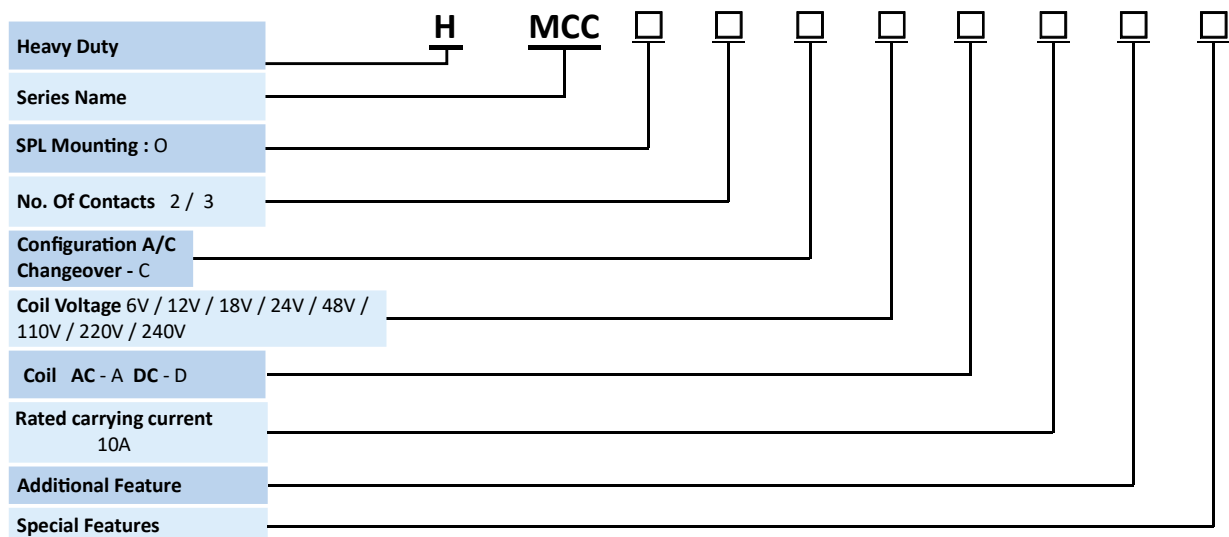 H MCC
Heavy Duty
Series Name
SPL Mounting : O
No. Of Contacts 2 / 3
Configuration A/C
Changeover - C
Coil Voltage 6V / 12V / 18V / 24V / 48V /
110V / 220V / 240V
Coil AC - A DC - D
Rated carrying current
10A
Additional Feature
Special Features